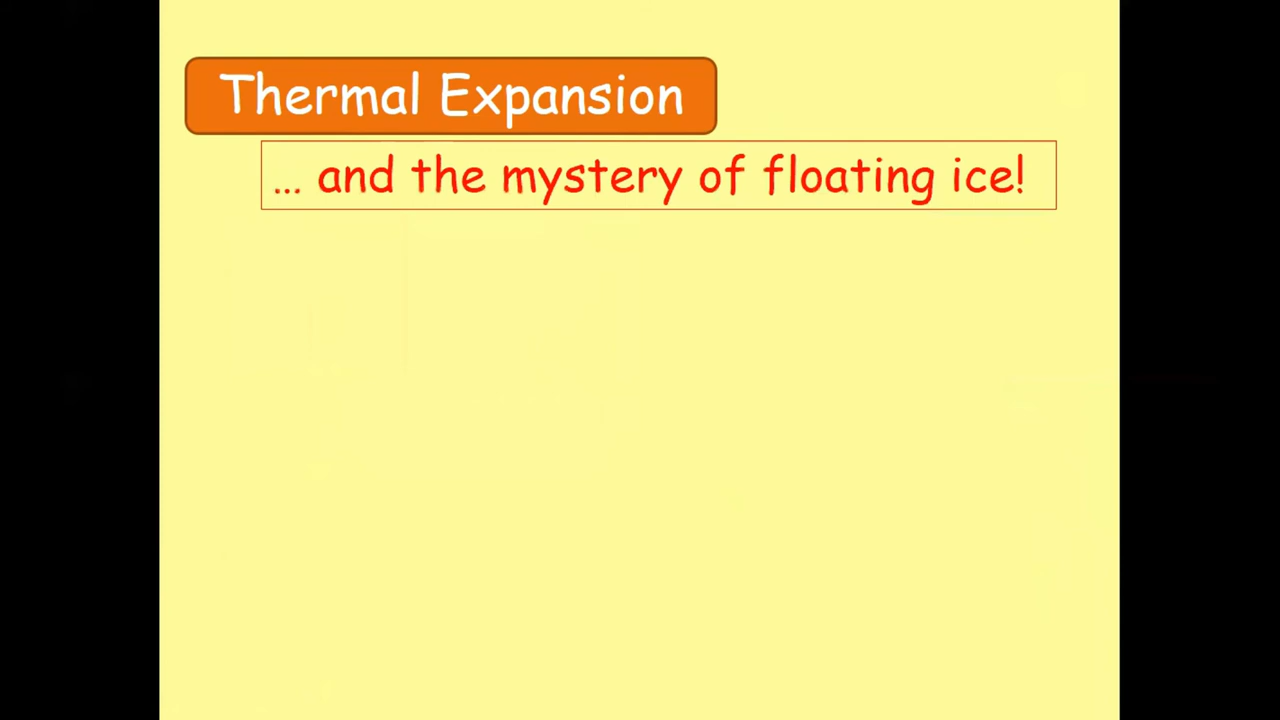 Thermal Expansion
... and the mystery of floating ice!